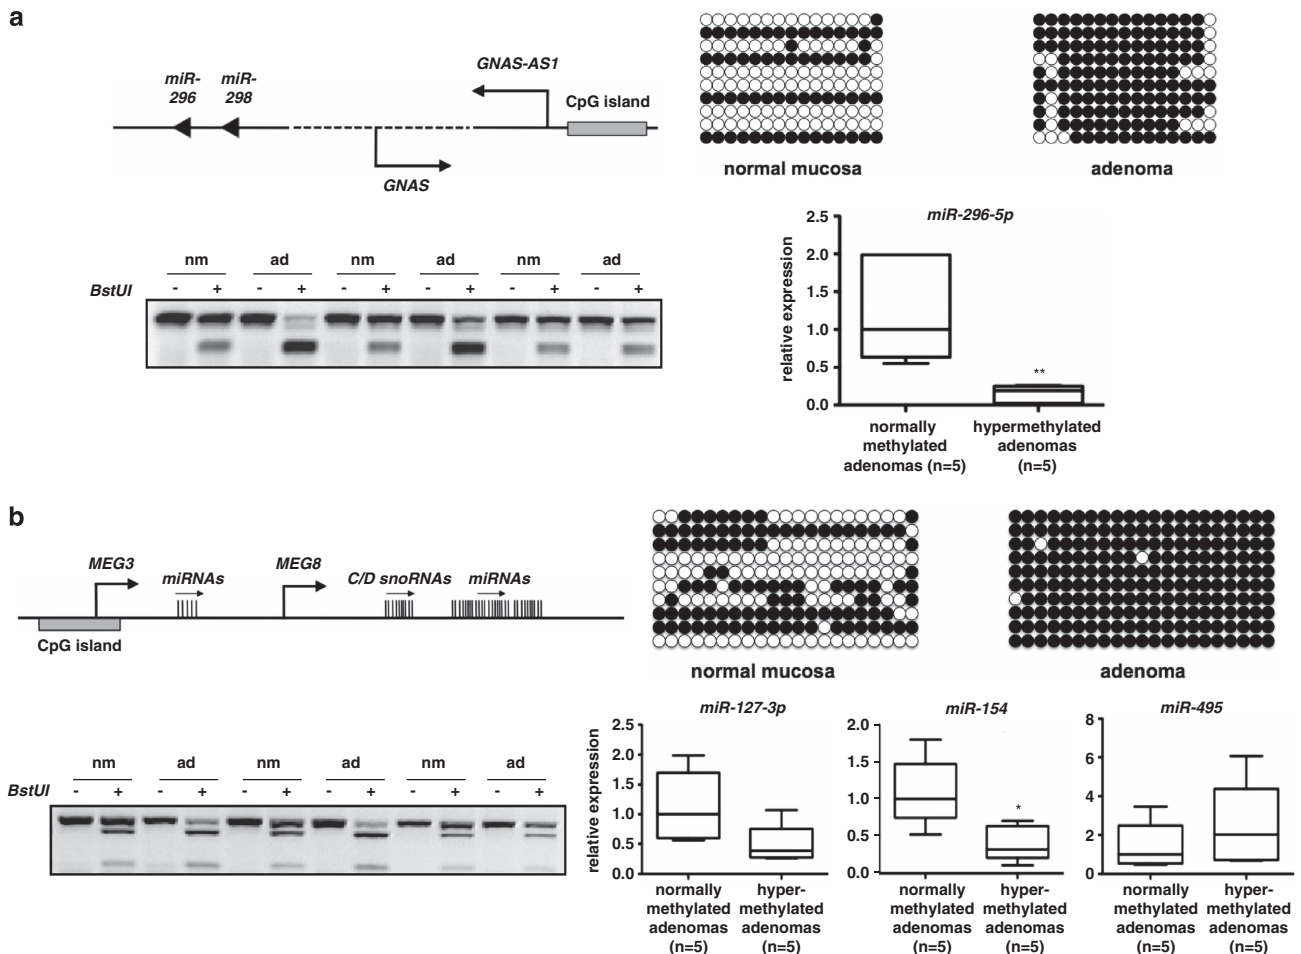 a
miR-
296
miR-
298
GNAS-AS1
CpG island
GNAS
normal mucosa
adenoma
nm ad nm ad nm ad
BstUI - + - + - + - + - + - +
miR-296-5p
relative expression
2.5
2.0
1.5
1.0
0.5
0.0
**
normally
methylated
adenomas (n=5)
hypermethylated
adenomas
(n=5)
b
MEG3
miRNAs
MEG8
C/D snoRNAs
miRNAs
CpG island
normal mucosa
adenoma
nm ad nm ad nm ad
BstUI - + - + - + - + - + - +
miR-127-3p
relative expression
2.5
2.0
1.5
1.0
0.5
0.0
normally
methylated
adenomas
(n=5)
hyper-
methylated
adenomas
(n=5)
miR-154
2.0
1.5
1.0
0.5
0.0
*
normally
methylated
adenomas
(n=5)
hyper-
methylated
adenomas
(n=5)
miR-495
8
6
4
2
0
normally
methylated
adenomas
(n=5)
hyper-
methylated
adenomas
(n=5)